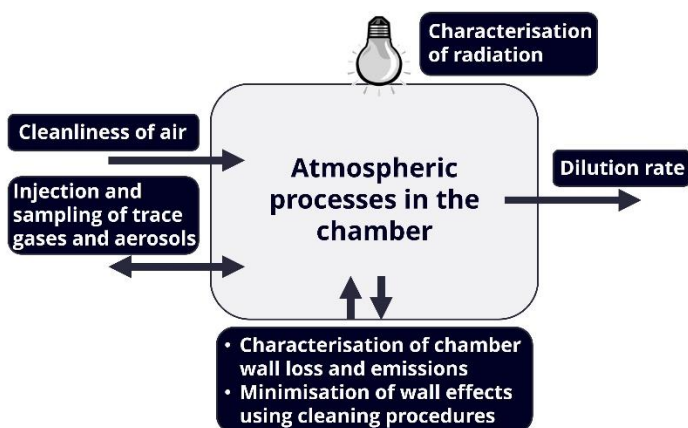 Characterisation
of radiation
Cleanliness of air
Injection and
sampling of trace
gases and aerosols
Atmospheric
processes in the
chamber
Dilution rate
• Characterisation of chamber
wall loss and emissions
• Minimisation of wall effects
using cleaning procedures